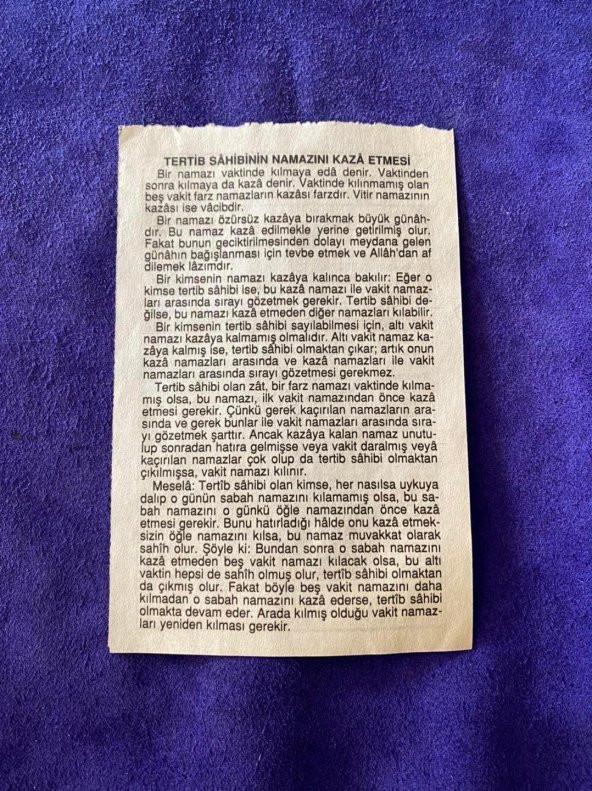 TERTİB SÂHİBİNİN NAMAZINI KAZÂ ETMESİ
Bir namazı vaktinde kılmaya edâ denir. Vaktinden
sonra kılmaya da kazâ denir. Vaktinde kılınmamış olan
beş vakit farz namazların kazâsı farzdır. Vitir namazının
kazâsı ise vâcibdir.
Bir namazı özürsüz kazâya bırakmak büyük günâh-
dır. Bu namaz kazâ edilmekle yerine getirilmiş olur.
Fakat bunun geciktirilmesinden dolayı meydana gelen
günâhın bağışlanması için tevbe etmek ve Allâh'dan af
dilemek lâzımdır.
Bir kimsenin namazı kazâya kalınca bakılır: Eğer o
kimse tertib sâhibi ise, bu kazâ namazı ile vakit namaz-
ları arasında sırayı gözetmek gerekir. Tertib sâhibi de-
ğilse, bu namazı kazâ etmeden diğer namazları kılabilir.
Bir kimsenin tertib sâhibi sayılabilmesi için, altı vakit
namazı kazâya kalmamış olmalıdır. Altı vakit namaz ka-
zâya kalmış ise, tertib sâhibi olmaktan çıkar; artık onun
kazâ namazları arasında ve kazâ namazları ile vakit
namazları arasında sırayı gözetmesi gerekmez.
Tertib sâhibi olan zât, bir farz namazı vaktinde kılma-
mış olsa, bu namazı, ilk vakit namazından önce kazâ
etmesi gerekir. Çünkü gerek kaçırılan namazların ara-
sında ve gerek bunlar ile vakit namazları arasında sıra-
yı gözetmek şarttır. Ancak kazâya kalan namaz unutu-
lup sonradan hatıra gelmişse veya vakit daralmış veyâ
kaçırılan namazlar çok olup da tertib sâhibi olmaktan
çıkılmışsa, vakit namazı kılınır.
Meselâ: Tertîb sâhibi olan kimse, her nasılsa uykuya
dalıp o günün sabah namazını kılamamış olsa, bu sa-
bah namazını o günkü öğle namazından önce kazâ
etmesi gerekir. Bunu hatırladığı hâlde onu kazâ etmek-
sizin öğle namazını kılsa, bu namaz muvakkat olarak
sahîh olur. Şöyle ki: Bundan sonra o sabah namazını
kazâ etmeden beş vakit namazı kılacak olsa, bu altı
vaktin hepsi de sahîh olmuş olur, tertîb sâhibi olmaktan
da çıkmış olur. Fakat böyle beş vakit namazını daha
kılmadan o sabah namazını kazâ ederse, tertîb sâhibi
olmakta devam eder. Arada kılmış olduğu vakit namaz-
ları yeniden kılması gerekir.